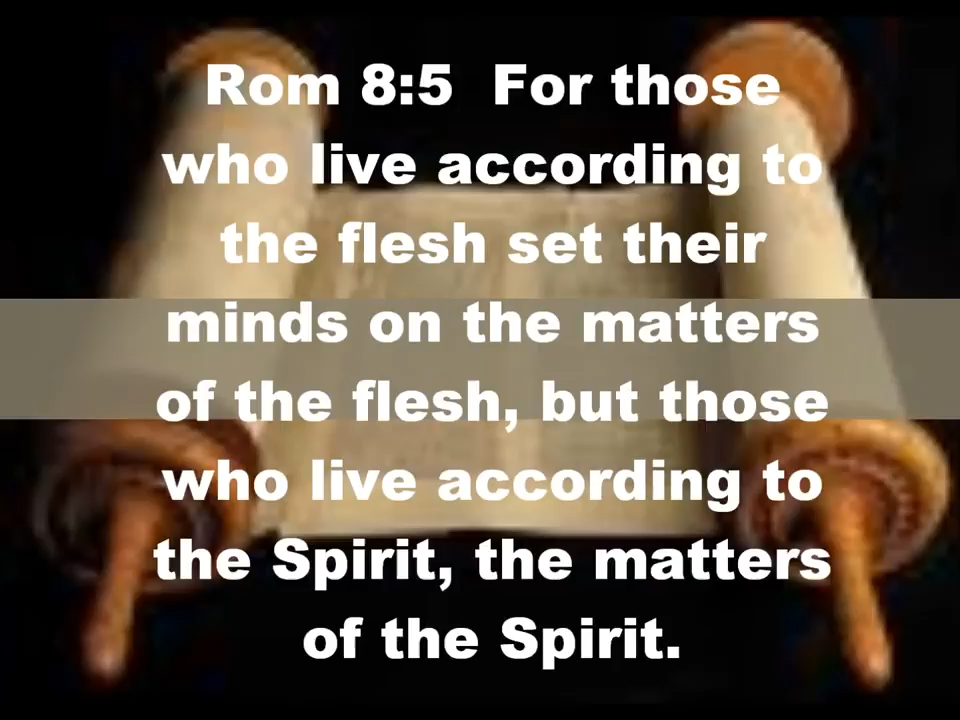 Rom 8:5  For those
who live according to
the flesh set their
minds on the matters
of the flesh, but those
who live according to
the Spirit, the matters
of the Spirit.